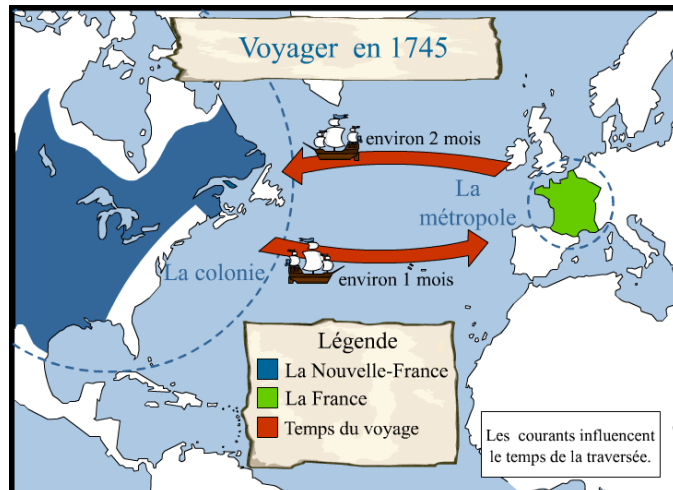 Voyager en 1745
environ 2 mois
La
métropole
La colonie
environ 1 mois
Légende
La Nouvelle-France
La France
Temps du voyage
Les courants influencent
le temps de la traversée.